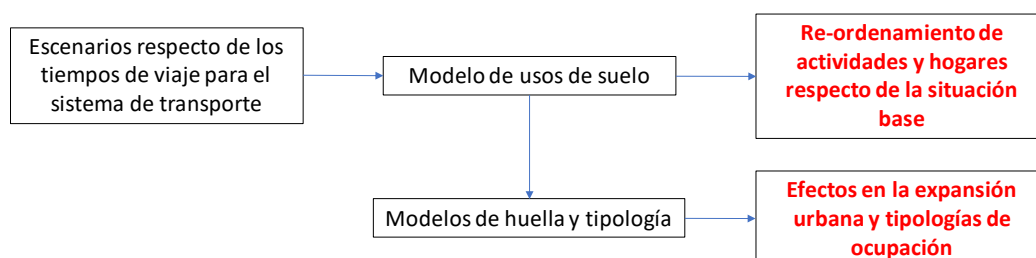 Escenarios respecto de los
tiempos de viaje para el
sistema de transporte
Modelo de usos de suelo
Re-ordenamiento de
actividades y hogares
respecto de la situación
base
Modelos de huella y tipología
Efectos en la expansión
urbana y tipologías de
ocupación